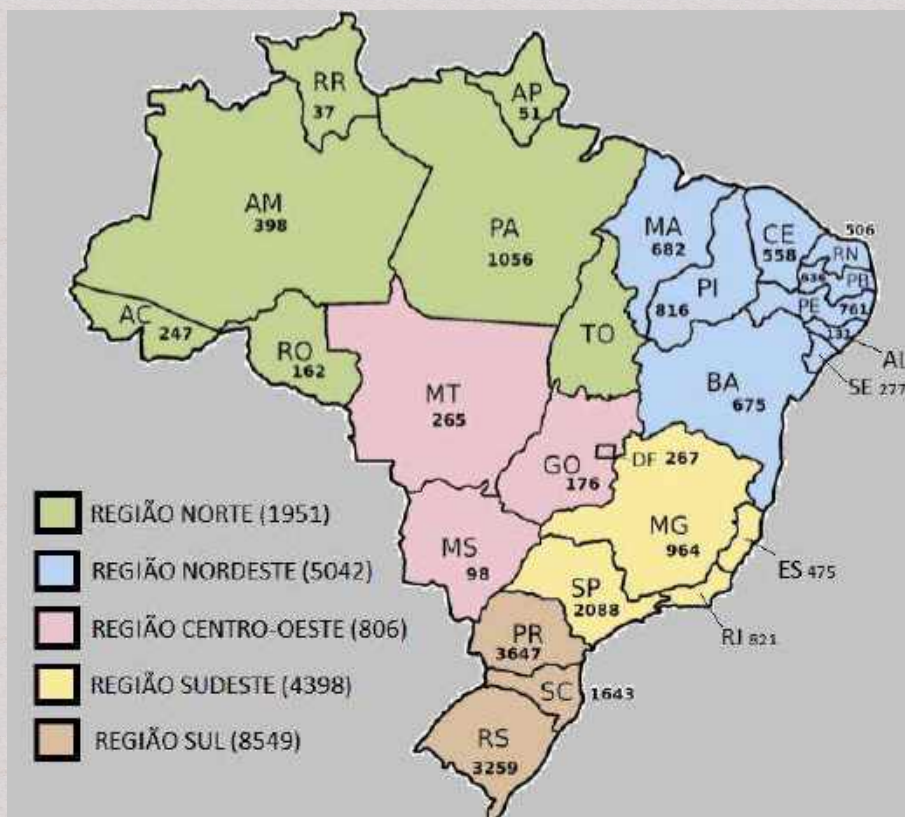 RR
37
AP
51
AM
398
PA
1056
MA
682
CE
558
506
RN
636
PB
PI
816
PE
761
131
AL
SE 277
AC
247
RO
162
TO
MT
265
BA
675
GO
176
DF 267
MG
964
ES 475
MS
98
SP
2088
RJ 821
PR
3647
SC
1643
RS
3259
REGIÃO NORTE (1951)
REGIÃO NORDESTE (5042)
REGIÃO CENTRO-OESTE (806)
REGIÃO SUDESTE (4398)
REGIÃO SUL (8549)